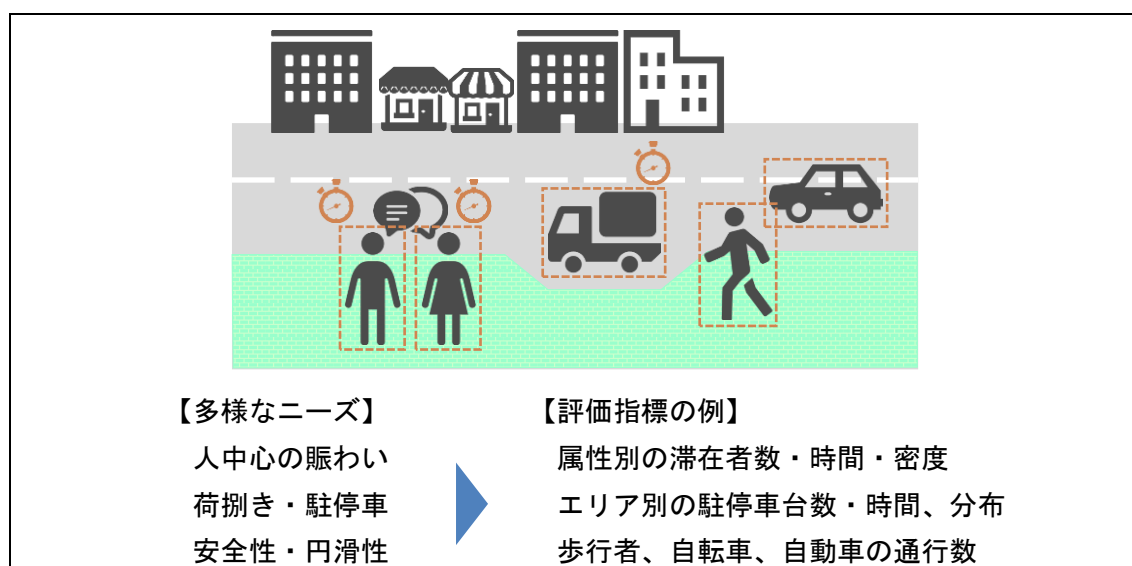 【多様なニーズ】
人中心の賑わい
荷捌き・駐停車
安全性・円滑性
【評価指標の例】
属性別の滞在者数・時間・密度
エリア別の駐停車台数・時間、分布
歩行者、自転車、自動車の通行数